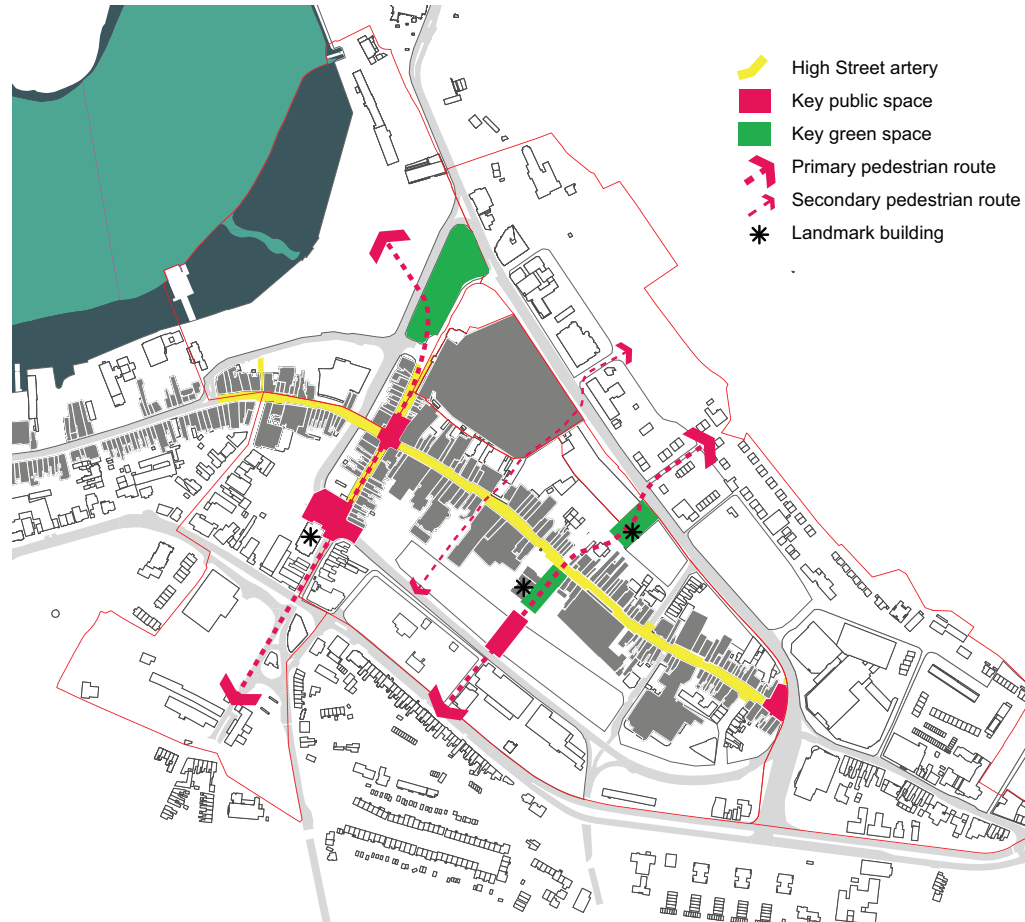 High Street artery
Key public space
Key green space
Primary pedestrian route
Secondary pedestrian route
Landmark building